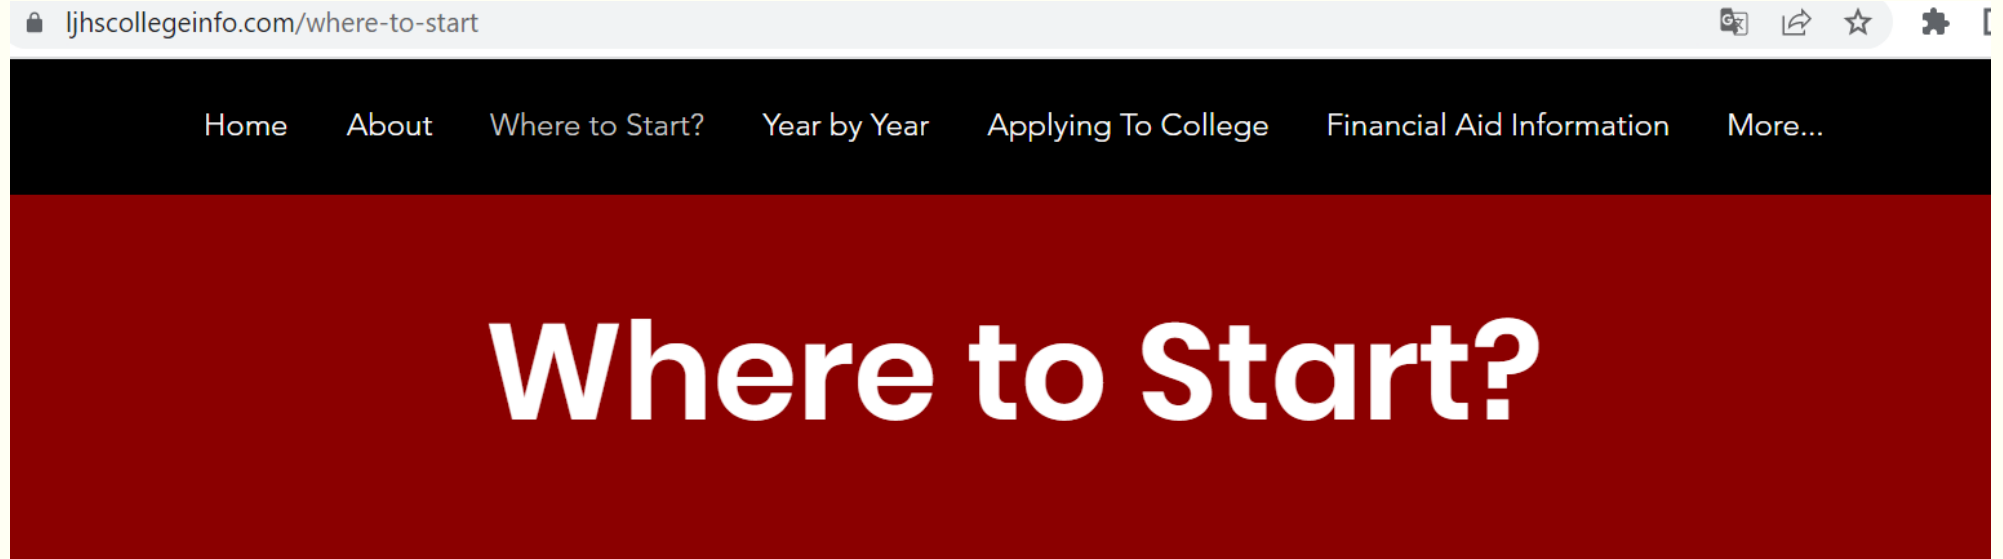 ljhscollegeinfo.com/where-to-start
Home About Where to Start? Year by Year Applying To College Financial Aid Information More...
Where to Start?